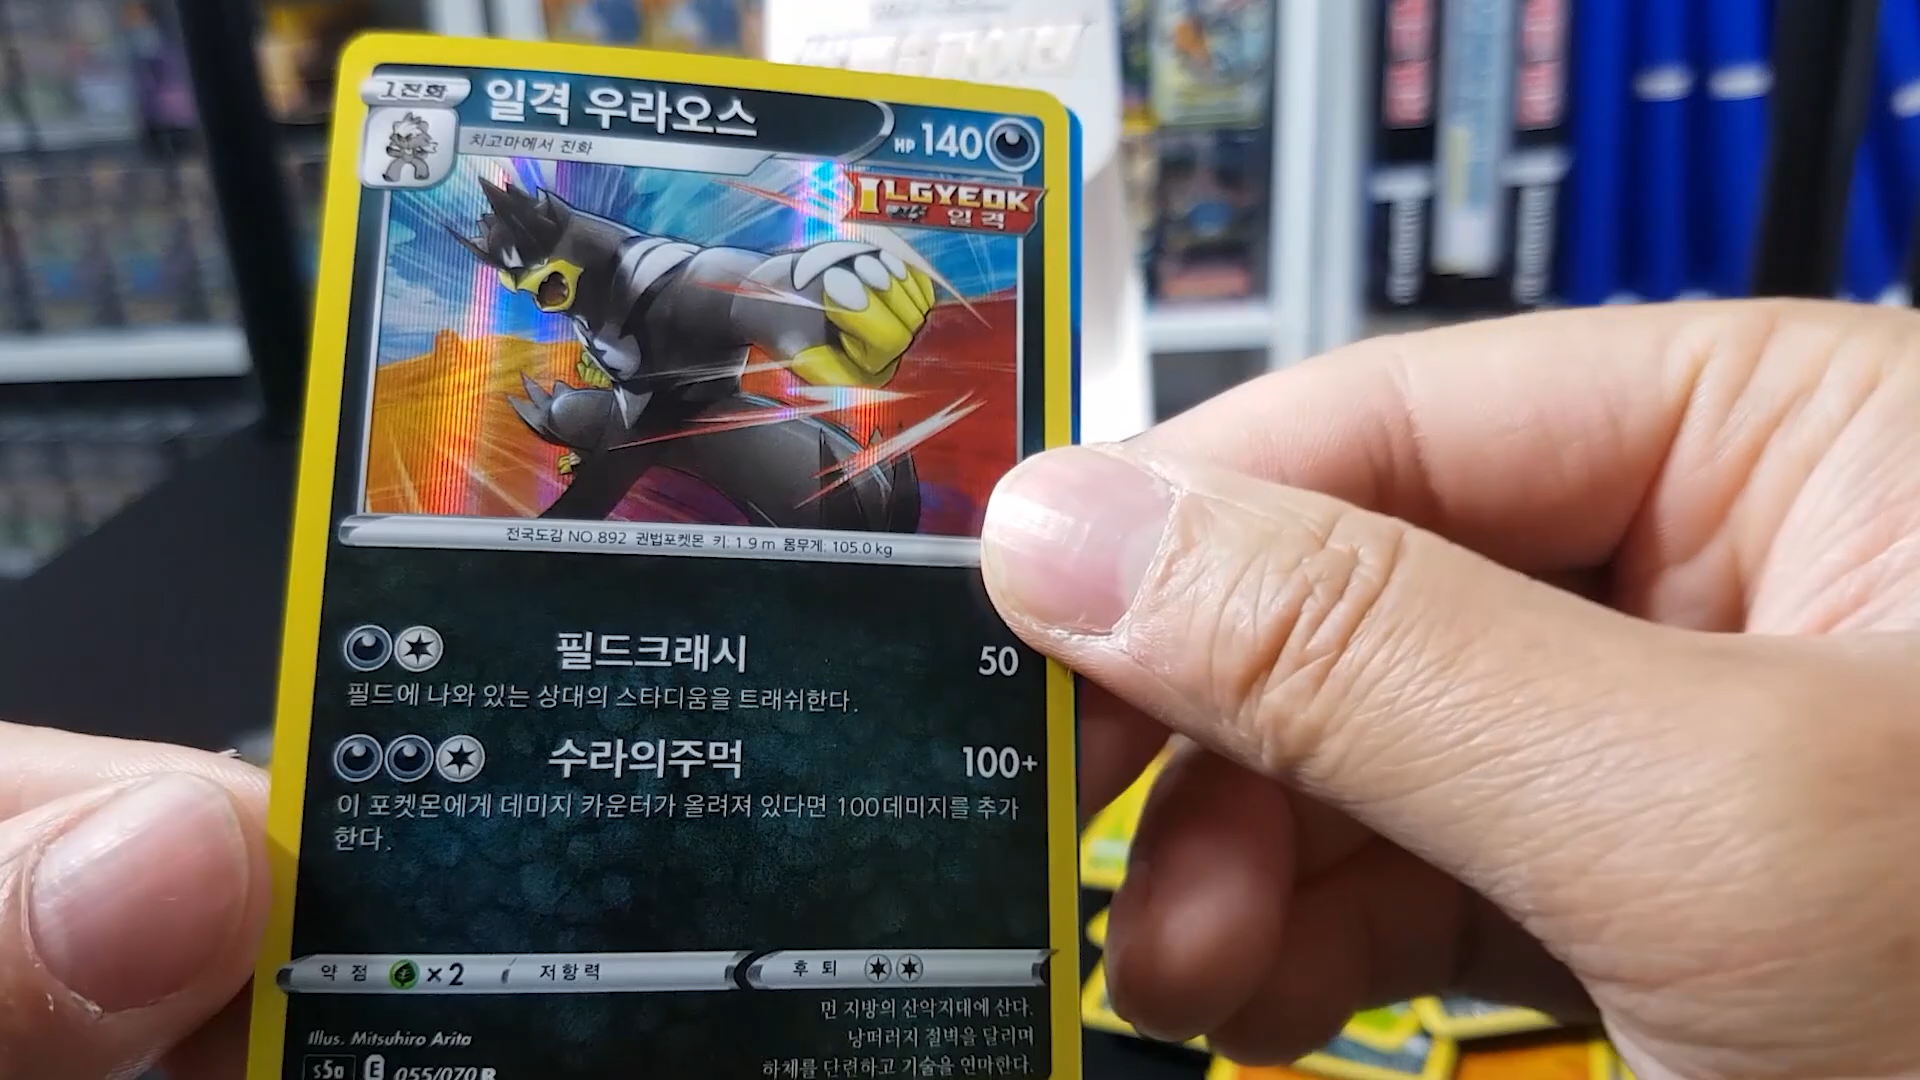 1진화
일격 우라오스
HP 140
치고마에서 진화
ILGYEOK
일격
전국도감 NO.892 권법포켓몬 키: 1.9 m 몸무게: 105.0 kg
필드크래시 50
필드에 나와 있는 상대의 스타디움을 트래쉬한다.
수라의주먹 100+
이 포켓몬에게 데미지 카운터가 올려져 있다면 100데미지를 추가
한다.
약점 ×2 저항력 후퇴
먼 지방의 산악지대에 산다.
낭떠러지 절벽을 달리며
하체를 단련하고 기술을 연마한다.
Illus. Mitsuhiro Arita
s5a E 055/070 R